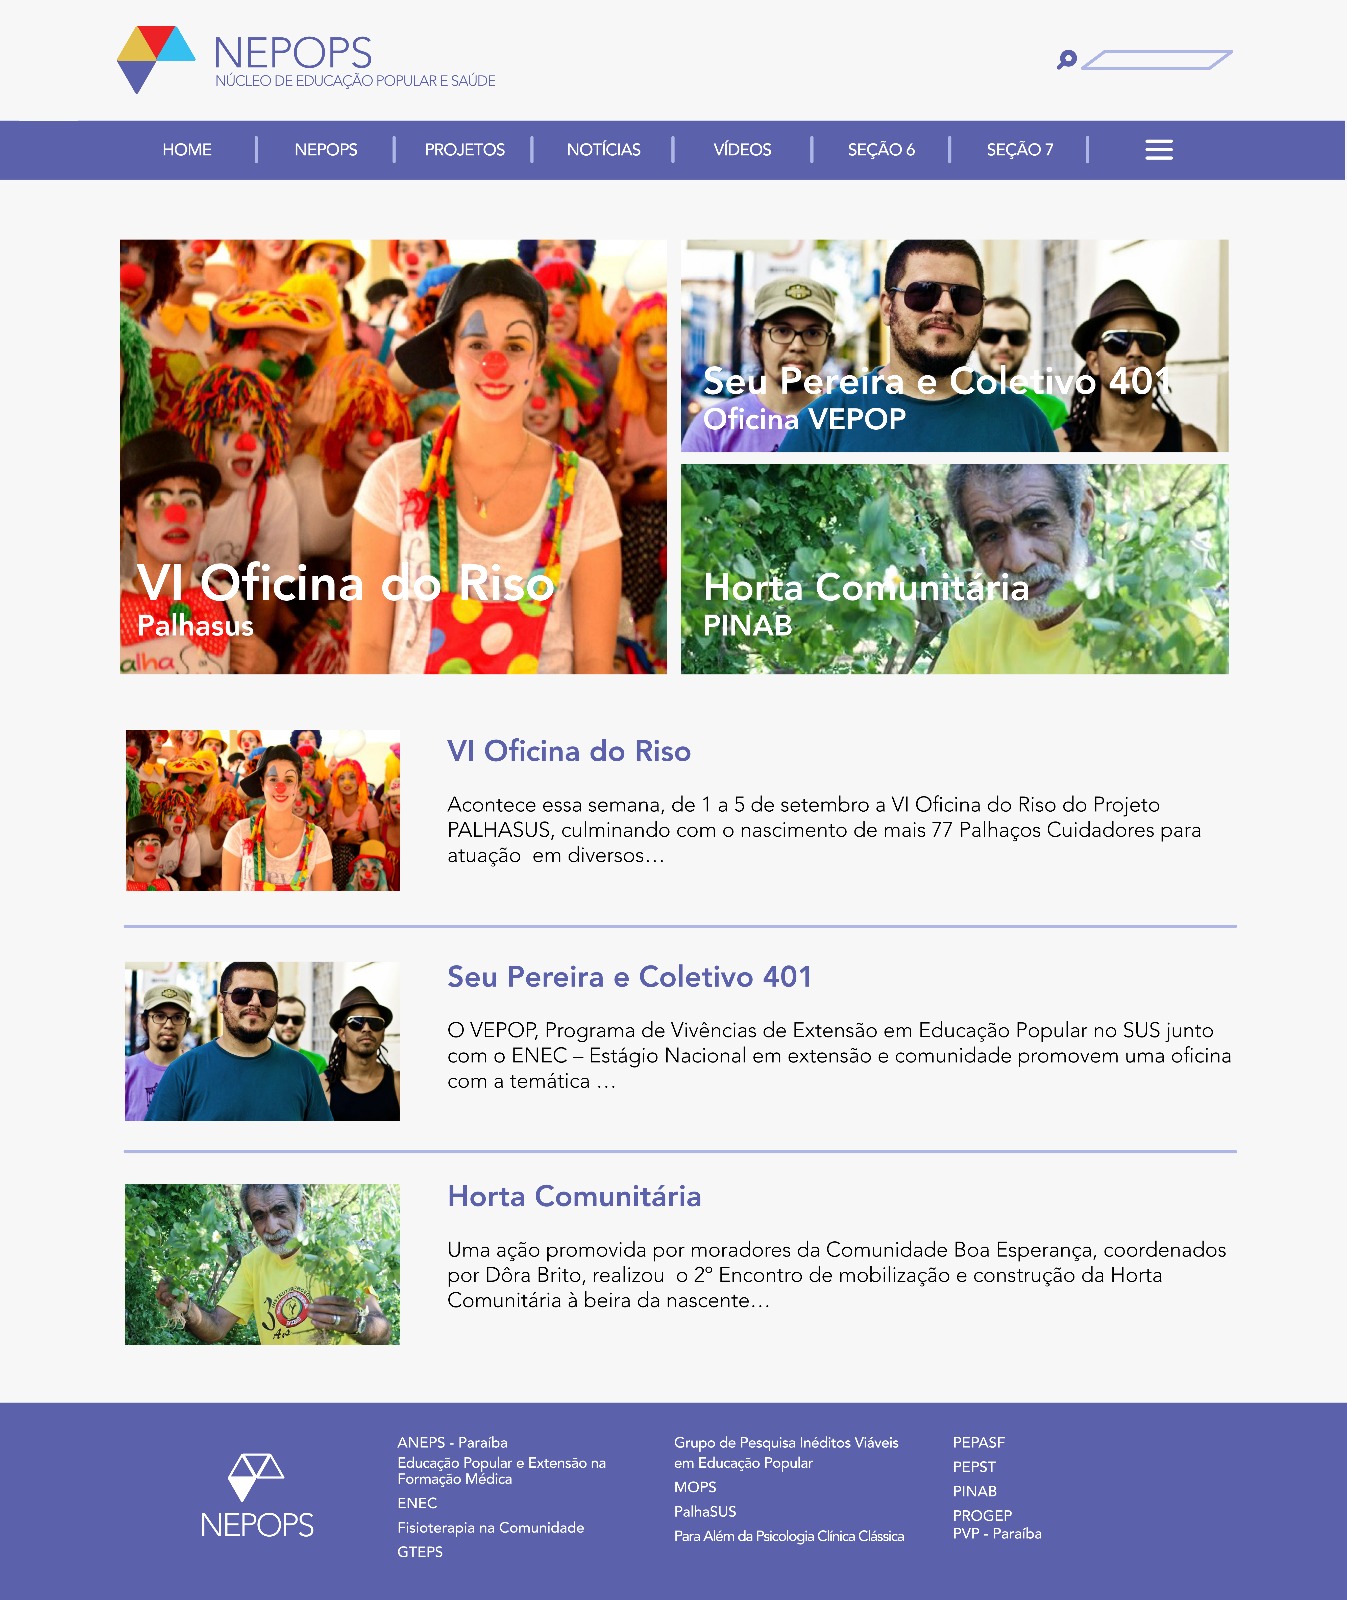 NEPOPS
NÚCLEO DE EDUCAÇÃO POPULAR E SAÚDE
HOME
NEPOPS
PROJETOS
NOTÍCIAS
VÍDEOS
SEÇÃO 6
SEÇÃO 7
VI Oficina do Riso
Palhasus
alha
Seu Pereira e Coletivo 401
Oficina VEPOP
Horta Comunitária
PINAB
VI Oficina do Riso
Acontece essa semana, de 1 a 5 de setembro a VI Oficina do Riso do Projeto
PALHASUS, culminando com o nascimento de mais 77 Palhaços Cuidadores para
atuação  em diversos...
Seu Pereira e Coletivo 401
O VEPOP, Programa de Vivências de Extensão em Educação Popular no SUS junto
com o ENEC – Estágio Nacional em extensão e comunidade promovem uma oficina
com a temática ...
Horta Comunitária
Uma ação promovida por moradores da Comunidade Boa Esperança, coordenados
por Dôra Brito, realizou  o 2º Encontro de mobilização e construção da Horta
Comunitária à beira da nascente...
NEPOPS
ANEPS - Paraíba
Educação Popular e Extensão na
Formação Médica
ENEC
Fisioterapia na Comunidade
GTEPS
Grupo de Pesquisa Inéditos Viáveis
em Educação Popular
MOPS
PalhaSUS
Para Além da Psicologia Clínica Clássica
PEPASF
PEPST
PINAB
PROGEP
PVP - Paraíba